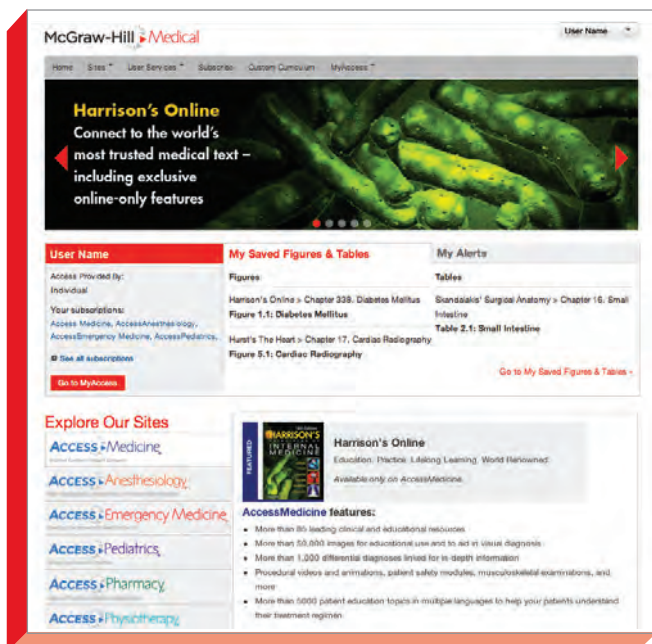 McGraw-Hill Medical
User Name
Home Sites User Services Subscribe Custom Curriculum MyAccess
Harrison's Online
Connect to the world's
most trusted medical text –
including exclusive
online-only features
User Name
Access Provided By:
Individual
Your subscriptions:
Access Medicine, AccessAnesthesiology,
AccessEmergency Medicine, AccessPediatrics,
See all subscriptions
Go to MyAccess
My Saved Figures & Tables
Figures
Harrison's Online > Chapter 338. Diabetes Mellitus
Figure 1.1: Diabetes Mellitus
Hurst's The Heart > Chapter 17. Cardiac Radiography
Figure 5.1: Cardiac Radiography
My Alerts
Tables
Skandalakis' Surgical Anatomy > Chapter 16. Small
Intestine
Table 2.1: Small Intestine
Go to My Saved Figures & Tables
Explore Our Sites
ACCESS Medicine
ACCESS Anesthesiology
ACCESS Emergency Medicine
ACCESS Pediatrics
ACCESS Pharmacy
ACCESS Physiotherapy
FEATURED
HARRISON'S
INTERNAL
MEDICINE
Harrison's Online
Education. Practice. Lifelong Learning. World Renowned.
Available only on AccessMedicine.
AccessMedicine features:
• More than 85 leading clinical and educational resources
• More than 50,000 images for educational use and to aid in visual diagnosis
• More than 1,000 differential diagnoses linked for in-depth information
• Procedural videos and animations, patient safety modules, musculoskeletal examinations, and
more
• More than 5000 patient education topics in multiple languages to help your patients understand
their treatment regimen